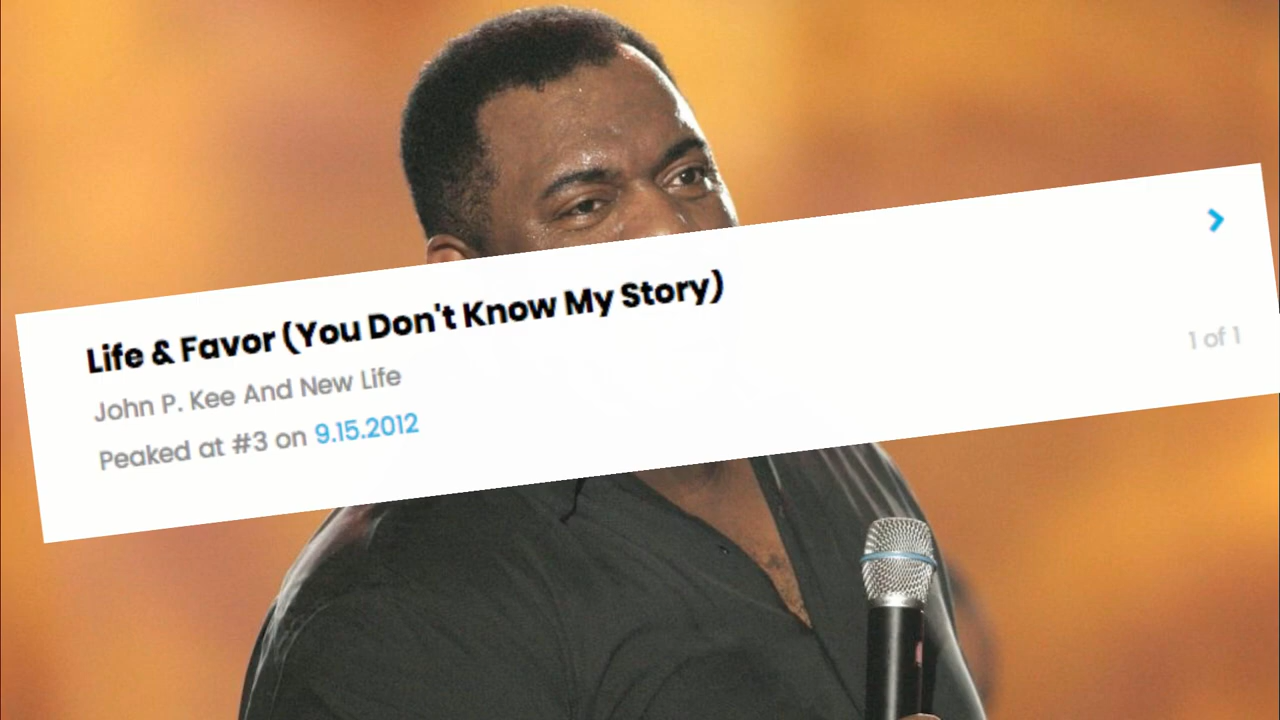 Life & Favor (You Don't Know My Story)
John P. Kee And New Life
Peaked at #3 on 9.15.2012
1 of 1